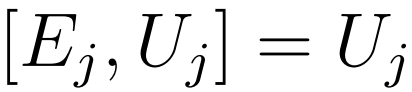 [E_j, U_j] = U_j